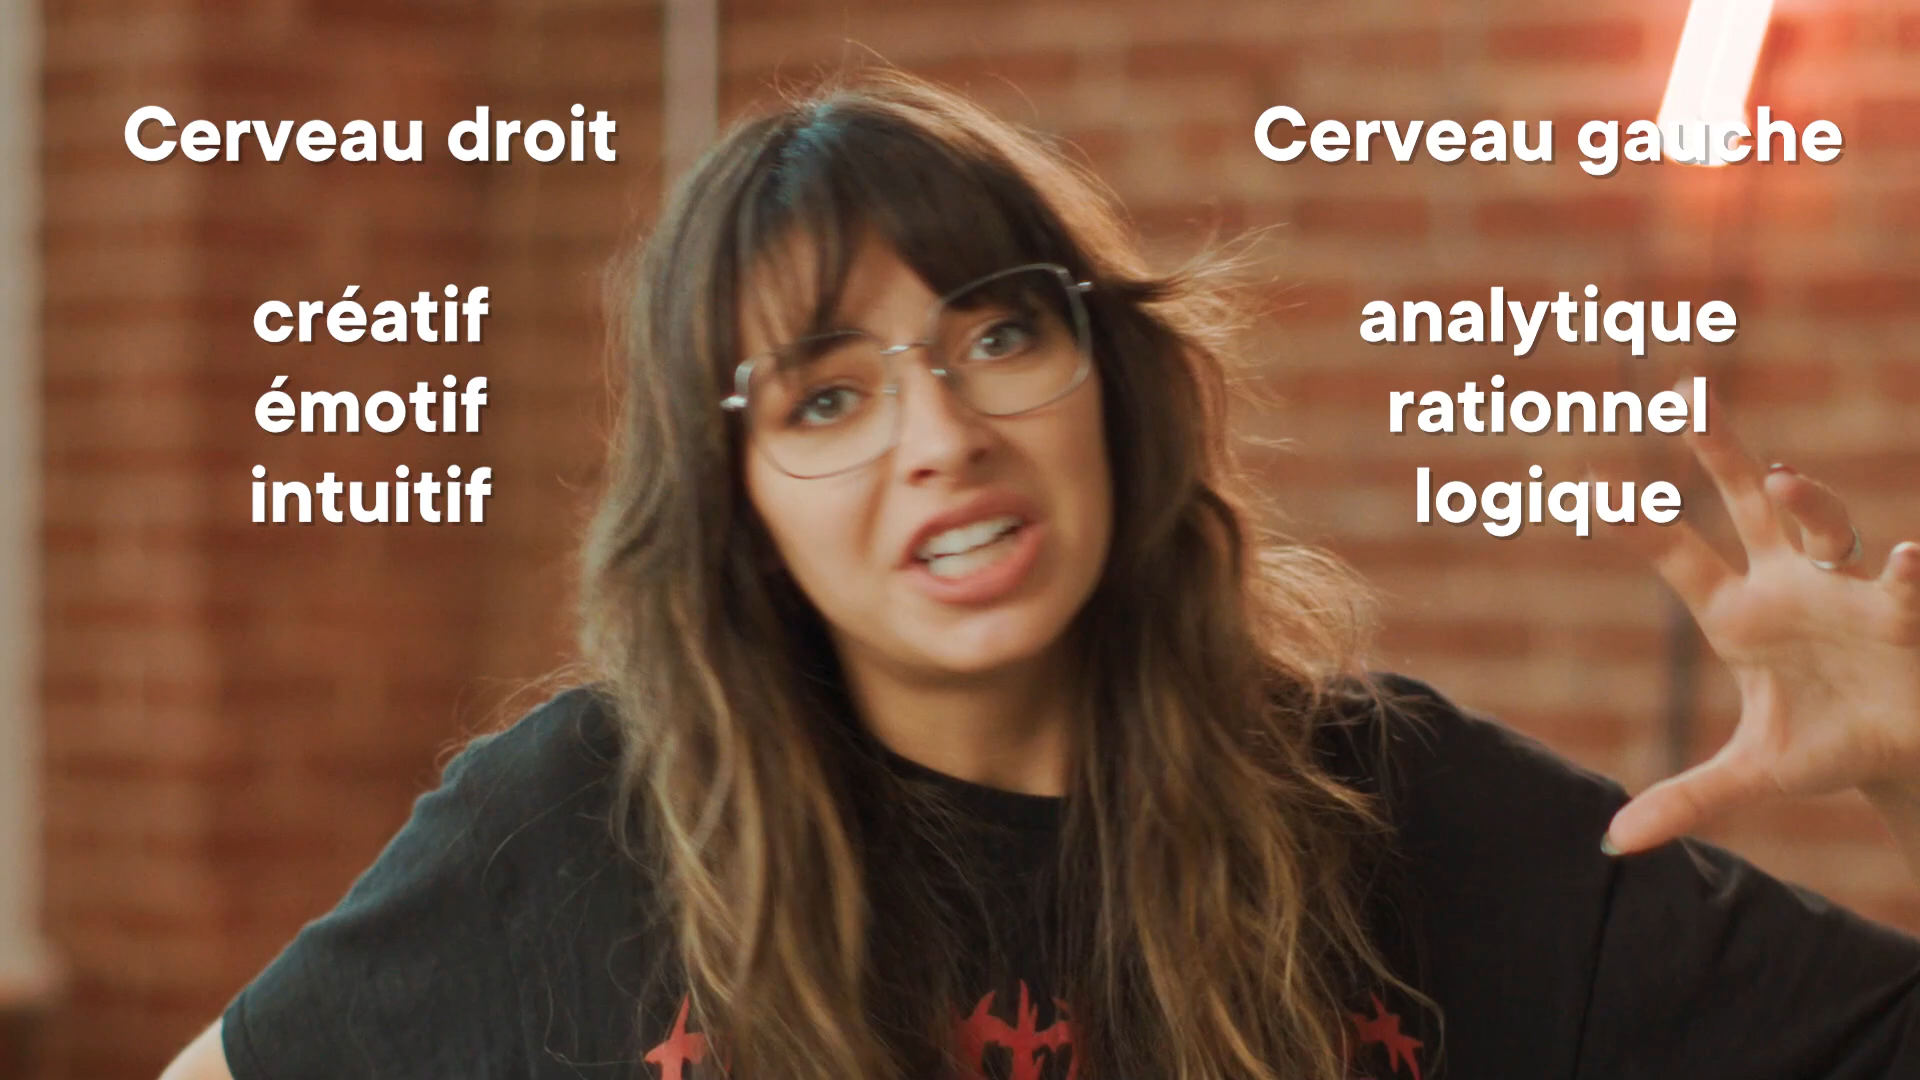 Cerveau droit
créatif
émotif
intuitif
Cerveau gauche
analytique
rationnel
logique